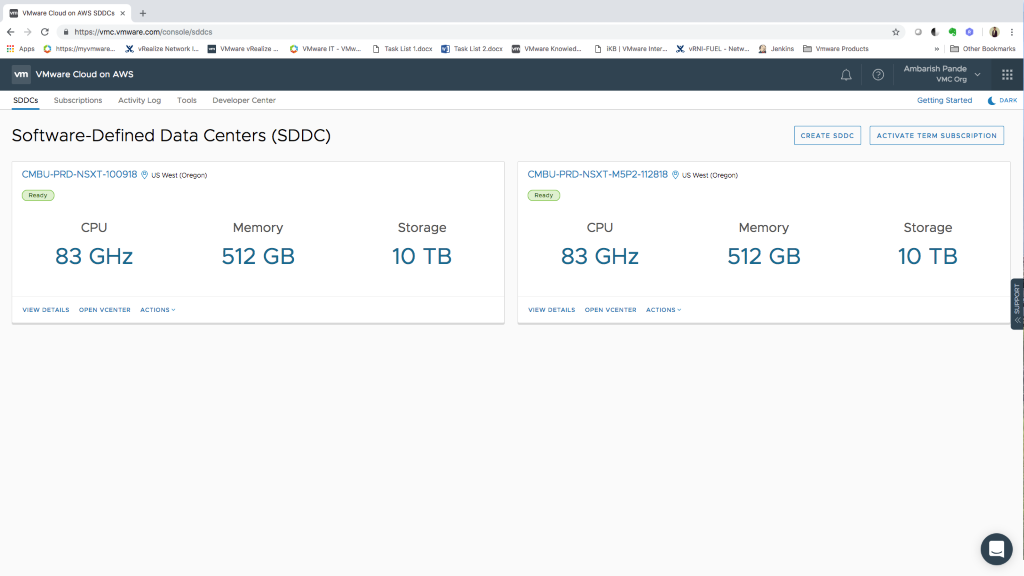 vm VMware Cloud on AWS SDDCs
https://vmc.vmware.com/console/sddcs
Apps https://myvmware... vRealize Network I... VMware vRealize ... VMware IT - VMw... Task List 1.docx Task List 2.docx VMware Knowled... iKB | VMware Inter... vRNI-FUEL - Netw... Jenkins Vmware Products » Other Bookmarks
vm VMware Cloud on AWS
Ambarish Pande
VMC Org
SDDCs Subscriptions Activity Log Tools Developer Center Getting Started DARK
Software-Defined Data Centers (SDDC) CREATE SDDC ACTIVATE TERM SUBSCRIPTION
CMBU-PRD-NSXT-100918 US West (Oregon)
Ready
CPU Memory Storage
83 GHz 512 GB 10 TB
VIEW DETAILS OPEN VCENTER ACTIONS
CMBU-PRD-NSXT-M5P2-112818 US West (Oregon)
Ready
CPU Memory Storage
83 GHz 512 GB 10 TB
VIEW DETAILS OPEN VCENTER ACTIONS
SUPPORT